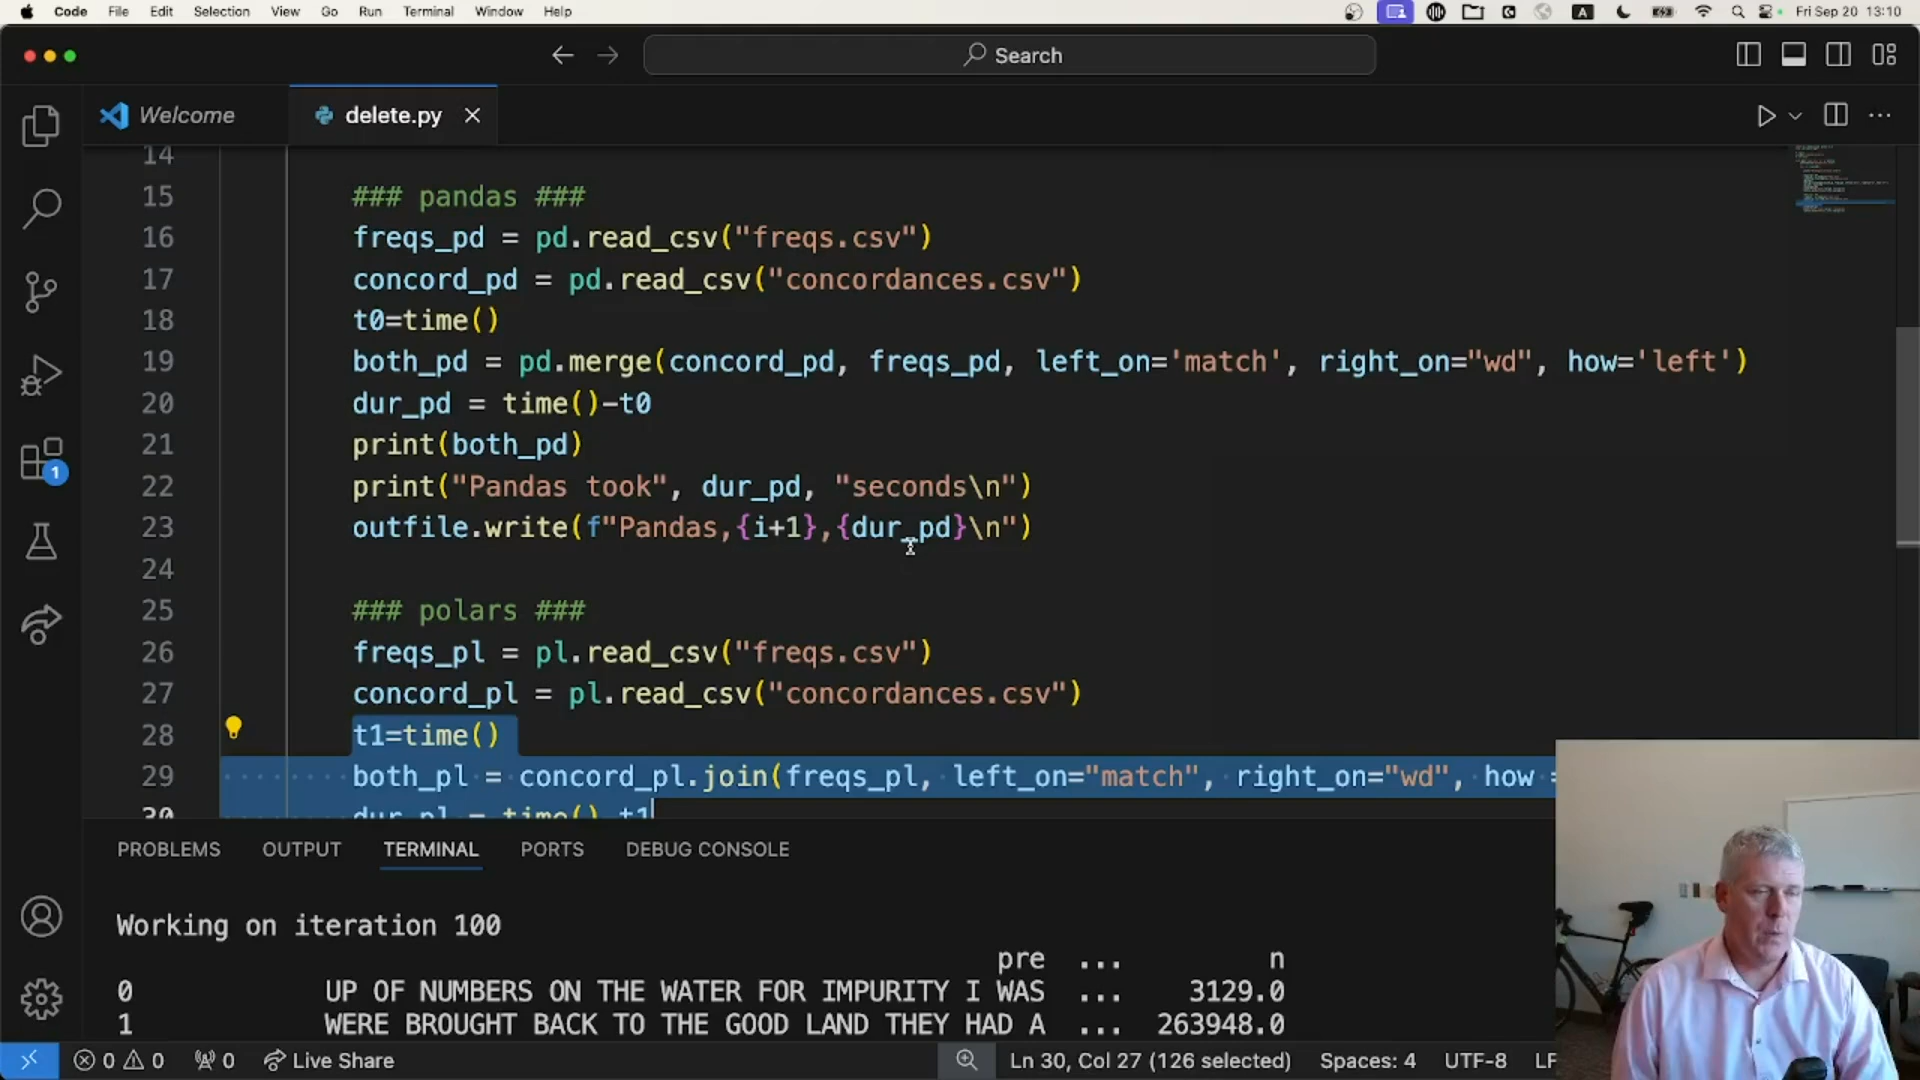 Code File Edit Selection View Go Run Terminal Window Help A Fri Sep 20 13:10
Search
Welcome delete.py
14
15 ### pandas ###
16 freqs_pd = pd.read_csv("freqs.csv")
17 concord_pd = pd.read_csv("concordances.csv")
18 t0=time()
19 both_pd = pd.merge(concord_pd, freqs_pd, left_on='match', right_on="wd", how='left')
20 dur_pd = time()-t0
21 print(both_pd)
22 print("Pandas took", dur_pd, "seconds\n")
23 outfile.write(f"Pandas,{i+1},{dur_pd}\n")
24
25 ### polars ###
26 freqs_pl = pl.read_csv("freqs.csv")
27 concord_pl = pl.read_csv("concordances.csv")
28 t1=time()
29 both_pl = concord_pl.join(freqs_pl, left_on="match", right_on="wd", how =
30 dur_pl = time()-t1
1
PROBLEMS OUTPUT TERMINAL PORTS DEBUG CONSOLE
Working on iteration 100
pre ... n
0 UP OF NUMBERS ON THE WATER FOR IMPURITY I WAS ... 3129.0
1 WERE BROUGHT BACK TO THE GOOD LAND THEY HAD A ... 263948.0
0 0 0 Live Share Ln 30, Col 27 (126 selected) Spaces: 4 UTF-8 LF